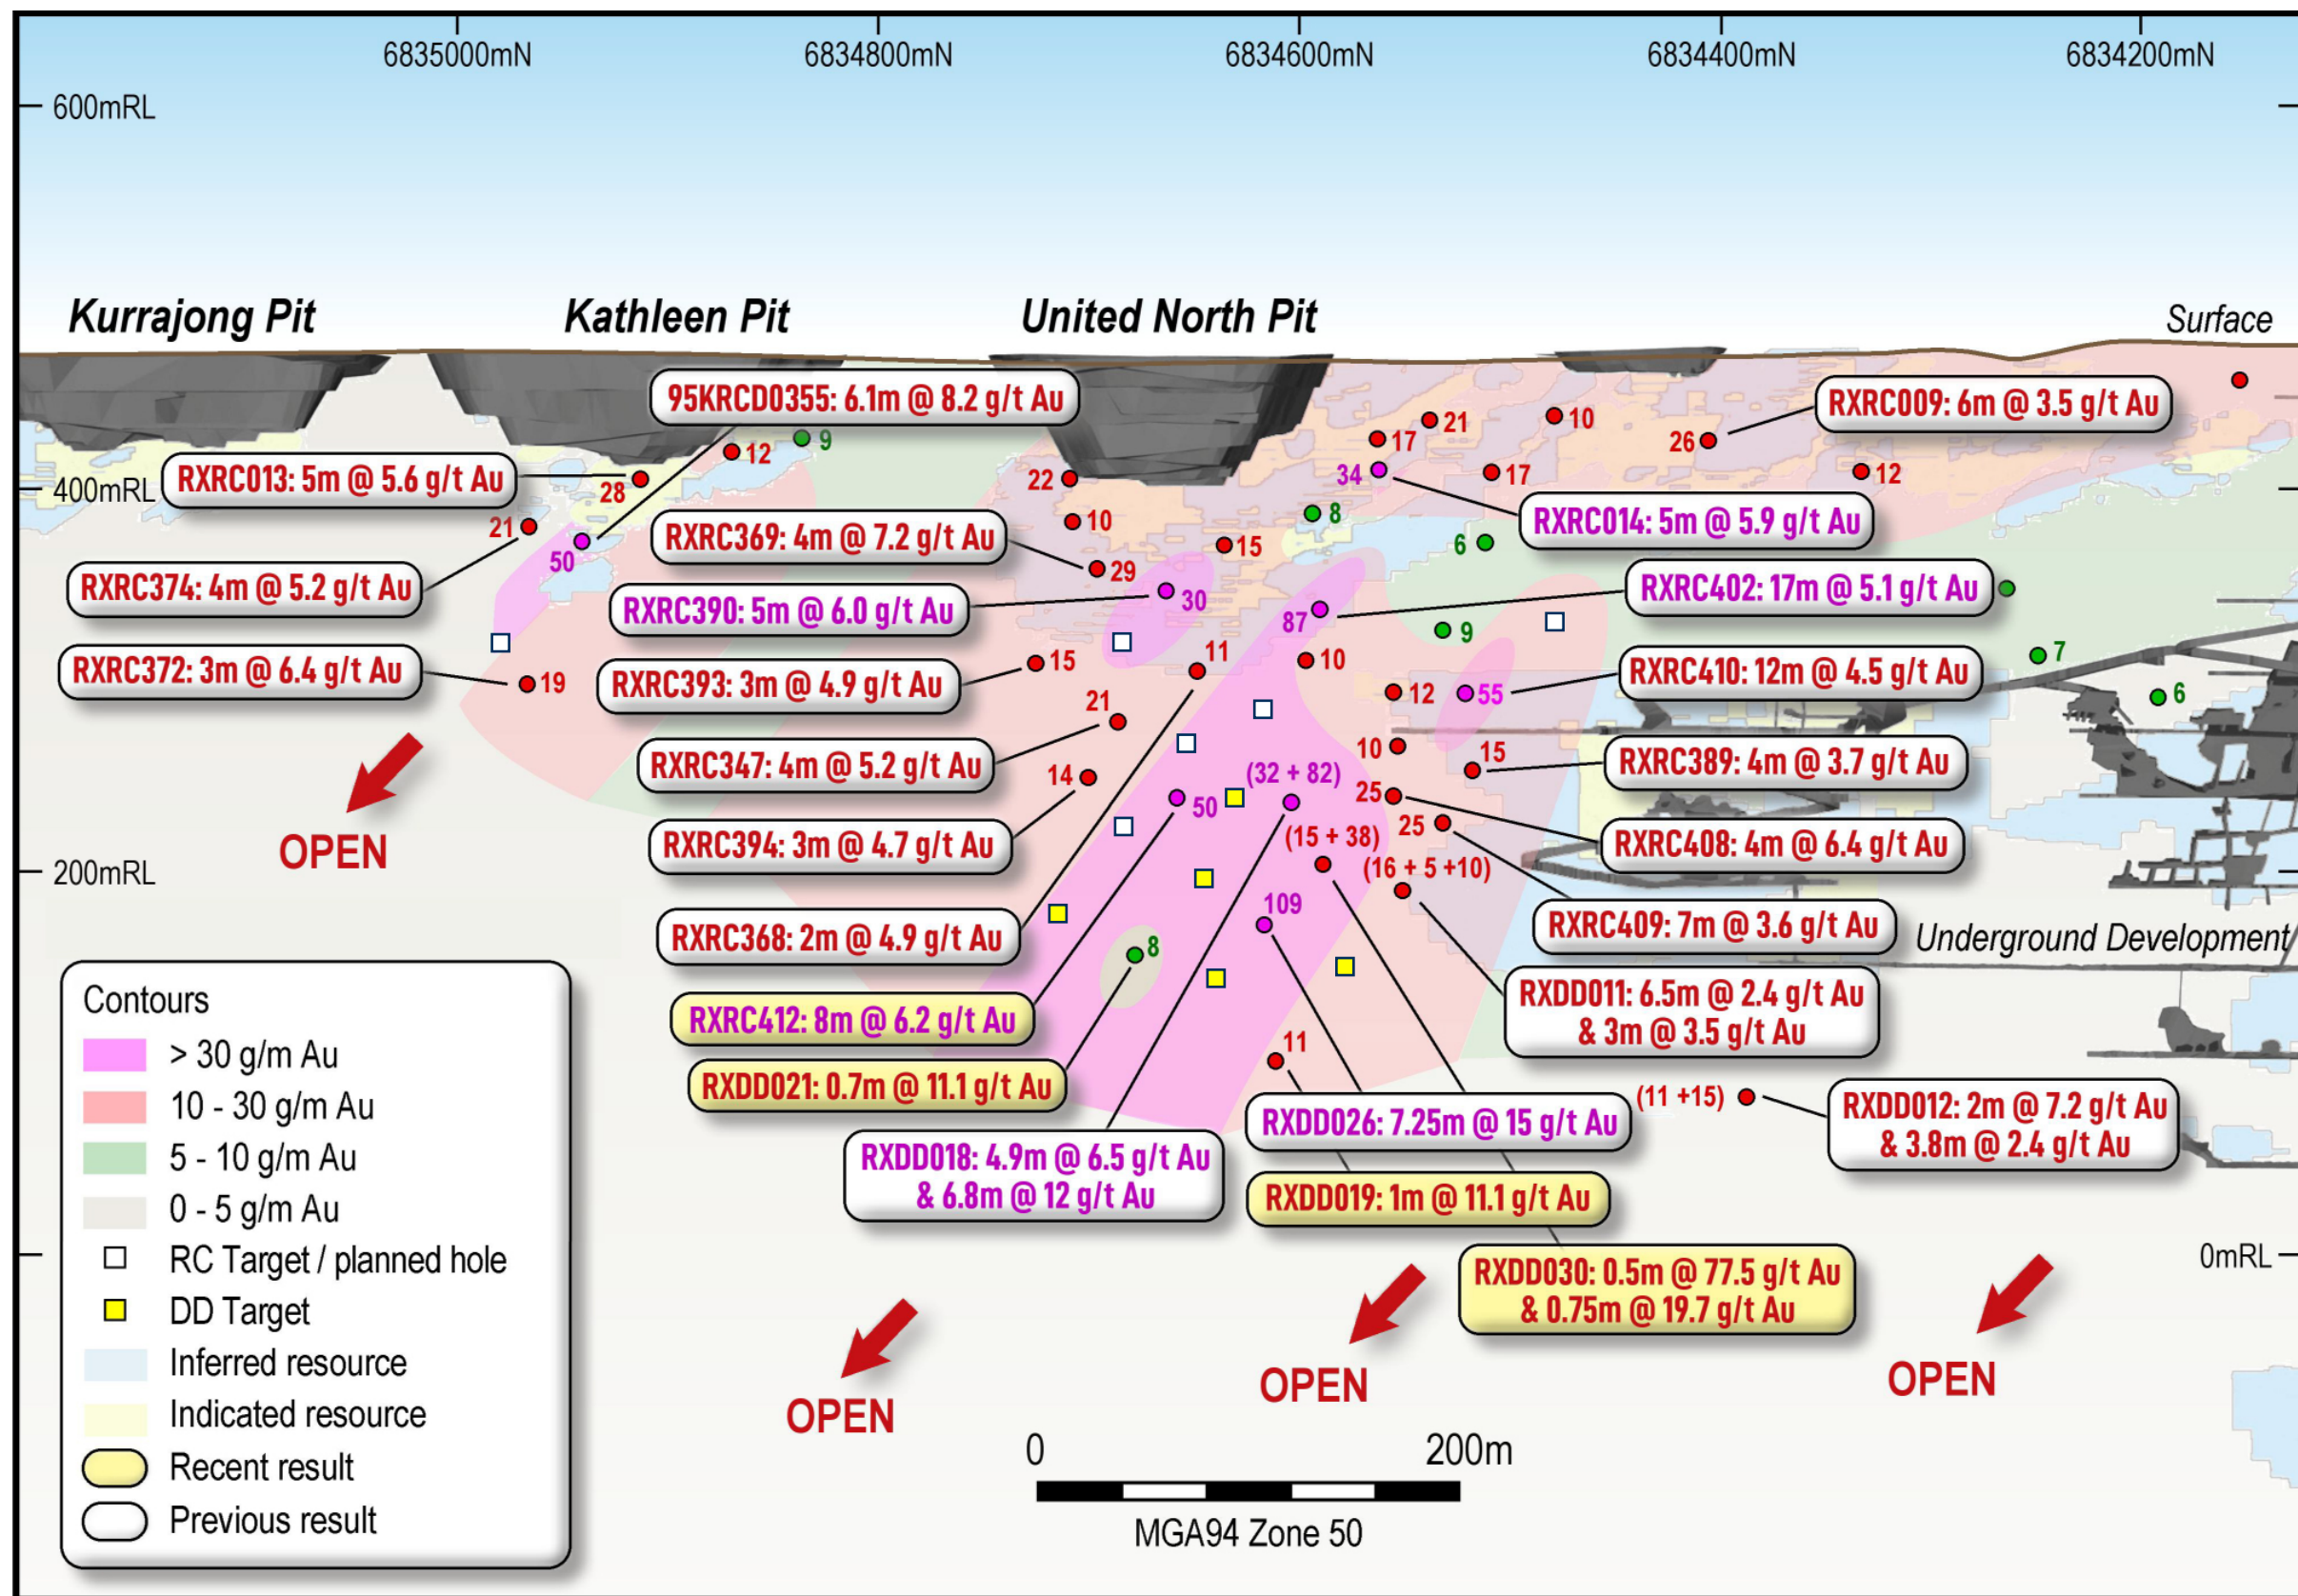 6835000mN
6834800mN
6834600mN
6834400mN
6834200mN
600mRL
Kurrajong Pit
Kathleen Pit
United North Pit
Surface
95KRCD0355: 6.1m @ 8.2 g/t Au
RXRC009: 6m @ 3.5 g/t Au
21
10
17
26
12
9
RXRC013: 5m @ 5.6 g/t Au
28
22
34
17
12
400mRL
21
10
8
RXRC014: 5m @ 5.9 g/t Au
RXRC369: 4m @ 7.2 g/t Au
15
6
50
29
RXRC374: 4m @ 5.2 g/t Au
RXRC390: 5m @ 6.0 g/t Au
30
87
RXRC402: 17m @ 5.1 g/t Au
9
RXRC372: 3m @ 6.4 g/t Au
19
RXRC393: 3m @ 4.9 g/t Au
15
11
10
7
RXRC410: 12m @ 4.5 g/t Au
12
55
6
21
RXRC347: 4m @ 5.2 g/t Au
10
15
RXRC389: 4m @ 3.7 g/t Au
14
(32 + 82)
50
25
OPEN
RXRC394: 3m @ 4.7 g/t Au
(15 + 38)
25
RXRC408: 4m @ 6.4 g/t Au
200mRL
(16 + 5 +10)
109
RXRC368: 2m @ 4.9 g/t Au
8
RXRC409: 7m @ 3.6 g/t Au
Underground Development
RXRC412: 8m @ 6.2 g/t Au
RXDD011: 6.5m @ 2.4 g/t Au
& 3m @ 3.5 g/t Au
11
RXDD021: 0.7m @ 11.1 g/t Au
RXDD026: 7.25m @ 15 g/t Au
(11 +15)
RXDD012: 2m @ 7.2 g/t Au
& 3.8m @ 2.4 g/t Au
RXDD018: 4.9m @ 6.5 g/t Au
& 6.8m @ 12 g/t Au
RXDD019: 1m @ 11.1 g/t Au
0mRL
RXDD030: 0.5m @ 77.5 g/t Au
& 0.75m @ 19.7 g/t Au
OPEN
OPEN
OPEN
Contours
> 30 g/m Au
10 - 30 g/m Au
5 - 10 g/m Au
0 - 5 g/m Au
RC Target / planned hole
DD Target
Inferred resource
Indicated resource
Recent result
Previous result
0
200m
MGA94 Zone 50